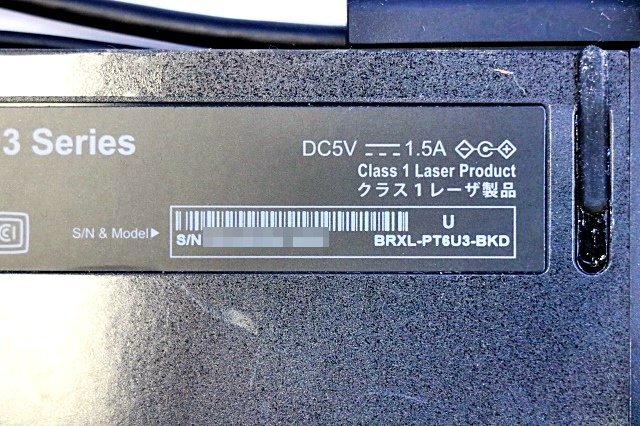 3 Series
DC5V 1.5A
Class 1 Laser Product
クラス1レーザ製品
S/N & Model▶
U
S/N
BRXL-PT6U3-BKD